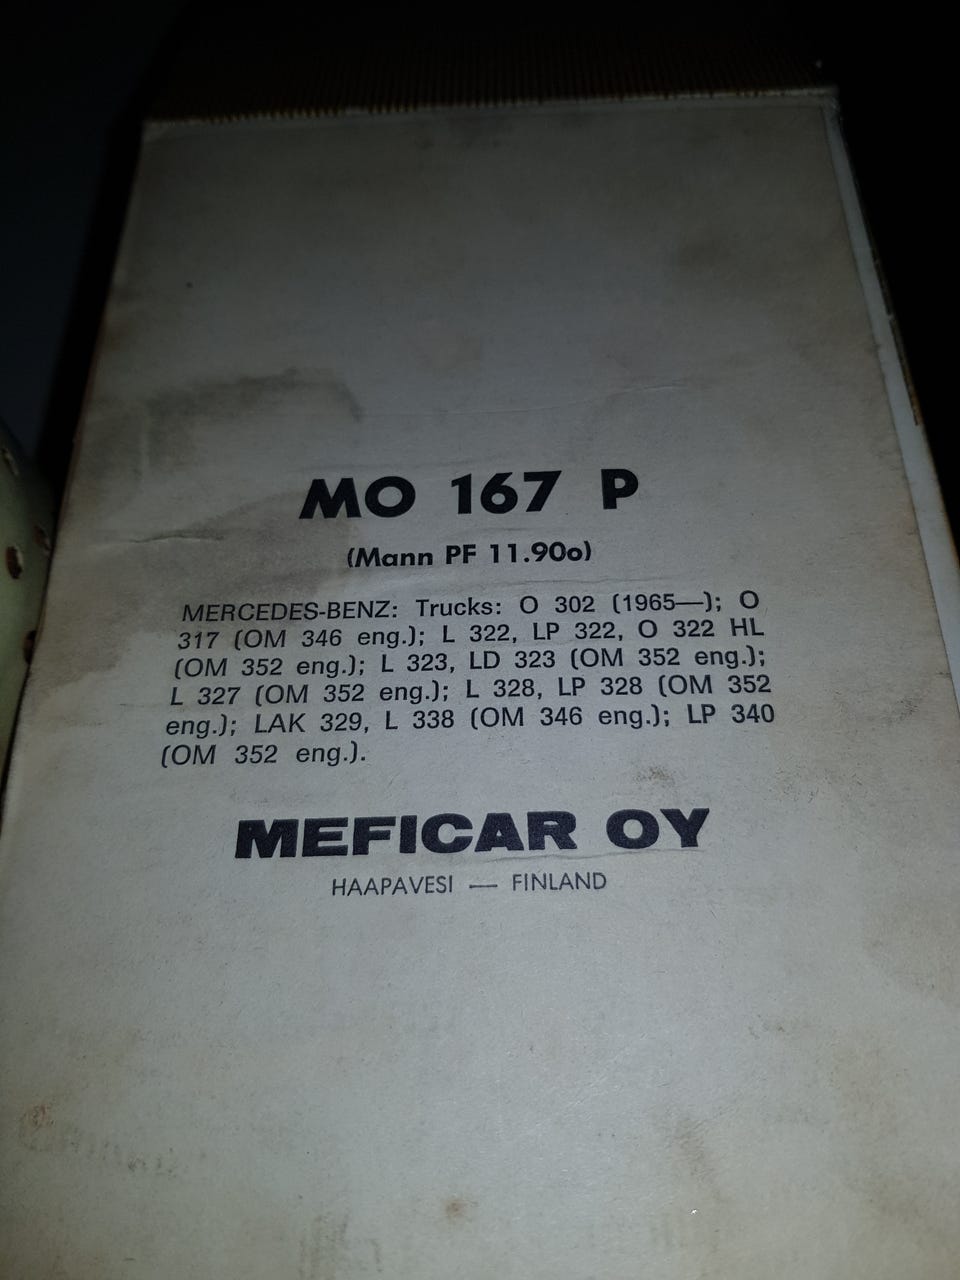 MO 167 P
(Mann PF 11.90o)
MERCEDES-BENZ: Trucks: O 302 (1965—); O
317 (OM 346 eng.); L 322, LP 322, O 322 HL
(OM 352 eng.); L 323, LD 323 (OM 352 eng.);
L 327 (OM 352 eng.); L 328, LP 328 (OM 352
eng.); LAK 329, L 338 (OM 346 eng.); LP 340
(OM 352 eng.).
MEFICAR OY
HAAPAVESI — FINLAND